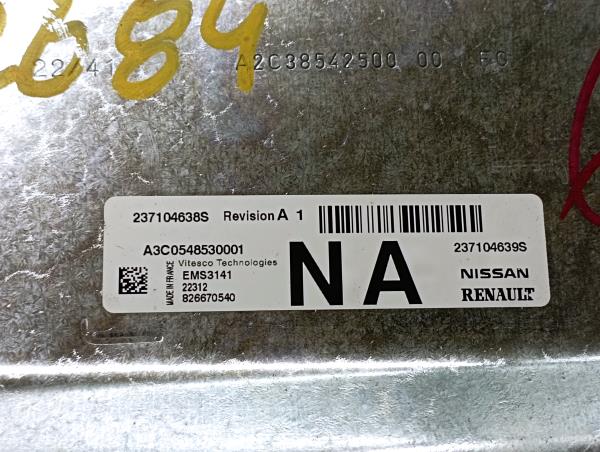 2684
22/41 A2C38542500 00 FG
237104638S Revision A 1
A3C0548530001 237104639S
Vitesco Technologies
EMS3141 NA NISSAN
22312 RENAULT
826670540
MADE IN FRANCE